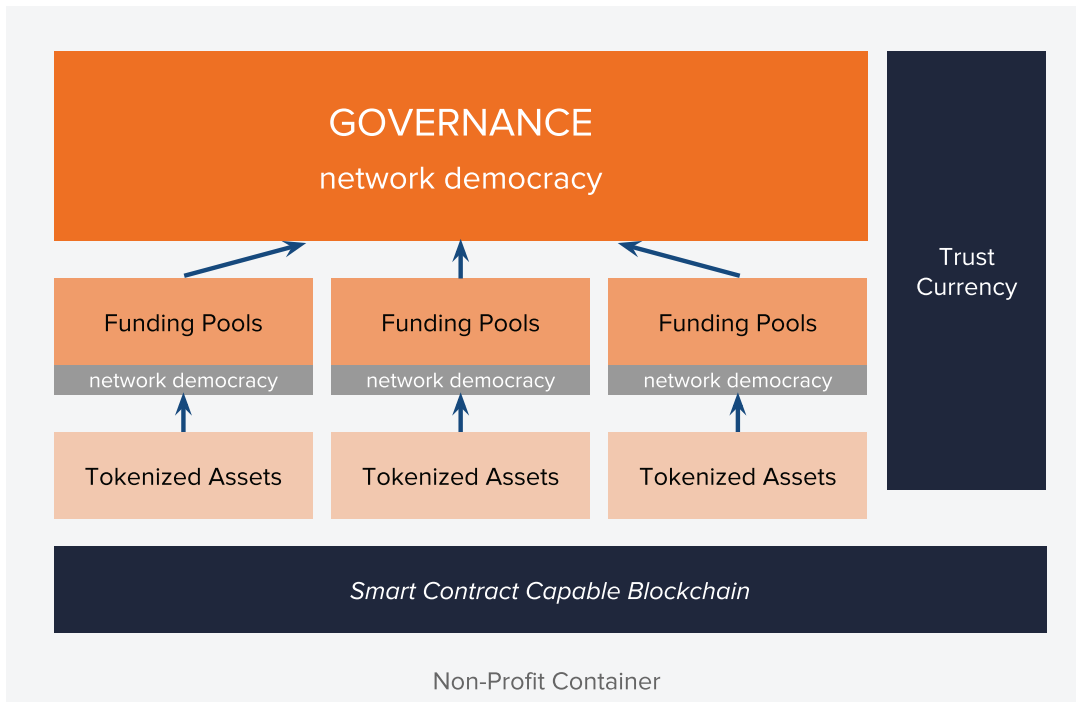 GOVERNANCE
network democracy
Trust
Currency
Funding Pools
network democracy
Funding Pools
network democracy
Funding Pools
network democracy
Tokenized Assets
Tokenized Assets
Tokenized Assets
Smart Contract Capable Blockchain
Non-Profit Container